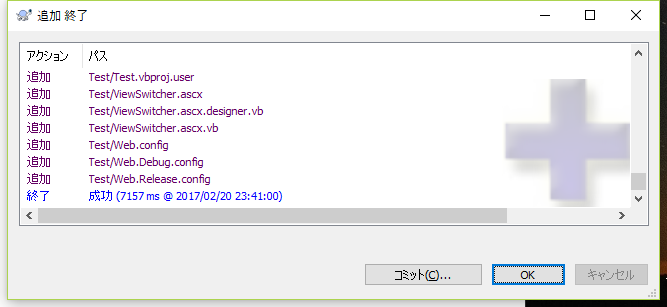 追加 終了
アクション パス
追加 Test/Test.vbproj.user
追加 Test/ViewSwitcher.ascx
追加 Test/ViewSwitcher.ascx.designer.vb
追加 Test/ViewSwitcher.ascx.vb
追加 Test/Web.config
追加 Test/Web.Debug.config
追加 Test/Web.Release.config
終了 成功 (7157 ms @ 2017/02/20 23:41:00)
コミット(C)... OK キャンセル